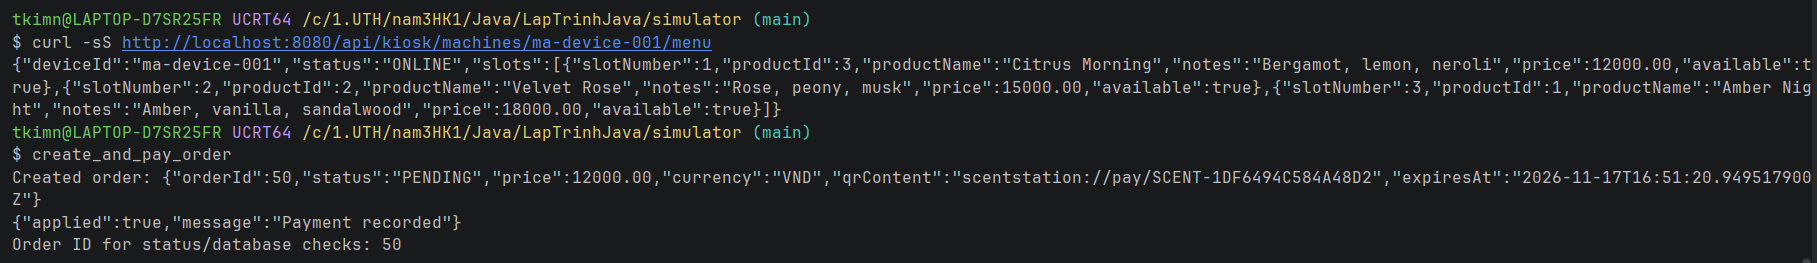 tkimn@LAPTOP-D7SR25FR UCRT64 /c/1.UTH/nam3HK1/Java/LapTrinhJava/simulator (main)
$ curl -sS http://localhost:8080/api/kiosk/machines/ma-device-001/menu
{"deviceId":"ma-device-001","status":"ONLINE","slots":[{"slotNumber":1,"productId":3,"productName":"Citrus Morning","notes":"Bergamot, lemon, neroli","price":12000.00,"available":t
rue},{"slotNumber":2,"productId":2,"productName":"Velvet Rose","notes":"Rose, peony, musk","price":15000.00,"available":true},{"slotNumber":3,"productId":1,"productName":"Amber Nig
ht","notes":"Amber, vanilla, sandalwood","price":18000.00,"available":true}]}
tkimn@LAPTOP-D7SR25FR UCRT64 /c/1.UTH/nam3HK1/Java/LapTrinhJava/simulator (main)
$ create_and_pay_order
Created order: {"orderId":50,"status":"PENDING","price":12000.00,"currency":"VND","qrContent":"scentstation://pay/SCENT-1DF6494C584A48D2","expiresAt":"2026-11-17T16:51:20.949517900
Z"}
{"applied":true,"message":"Payment recorded"}
Order ID for status/database checks: 50